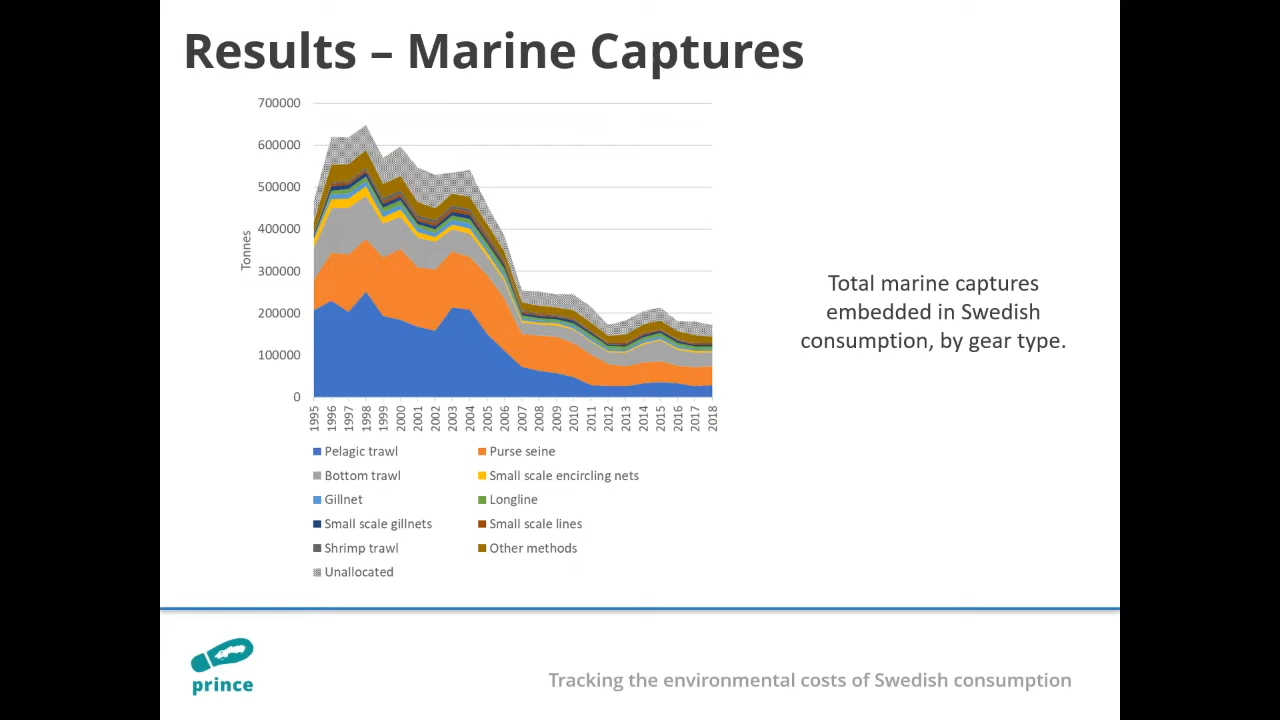 Results – Marine Captures
700000
600000
500000
400000
300000
200000
100000
0
Tonnes
1995 1996 1997 1998 1999 2000 2001 2002 2003 2004 2005 2006 2007 2008 2009 2010 2011 2012 2013 2014 2015 2016 2017 2018
Pelagic trawl Purse seine
Bottom trawl Small scale encircling nets
Gillnet Longline
Small scale gillnets Small scale lines
Shrimp trawl Other methods
Unallocated
Total marine captures
embedded in Swedish
consumption, by gear type.
prince
Tracking the environmental costs of Swedish consumption